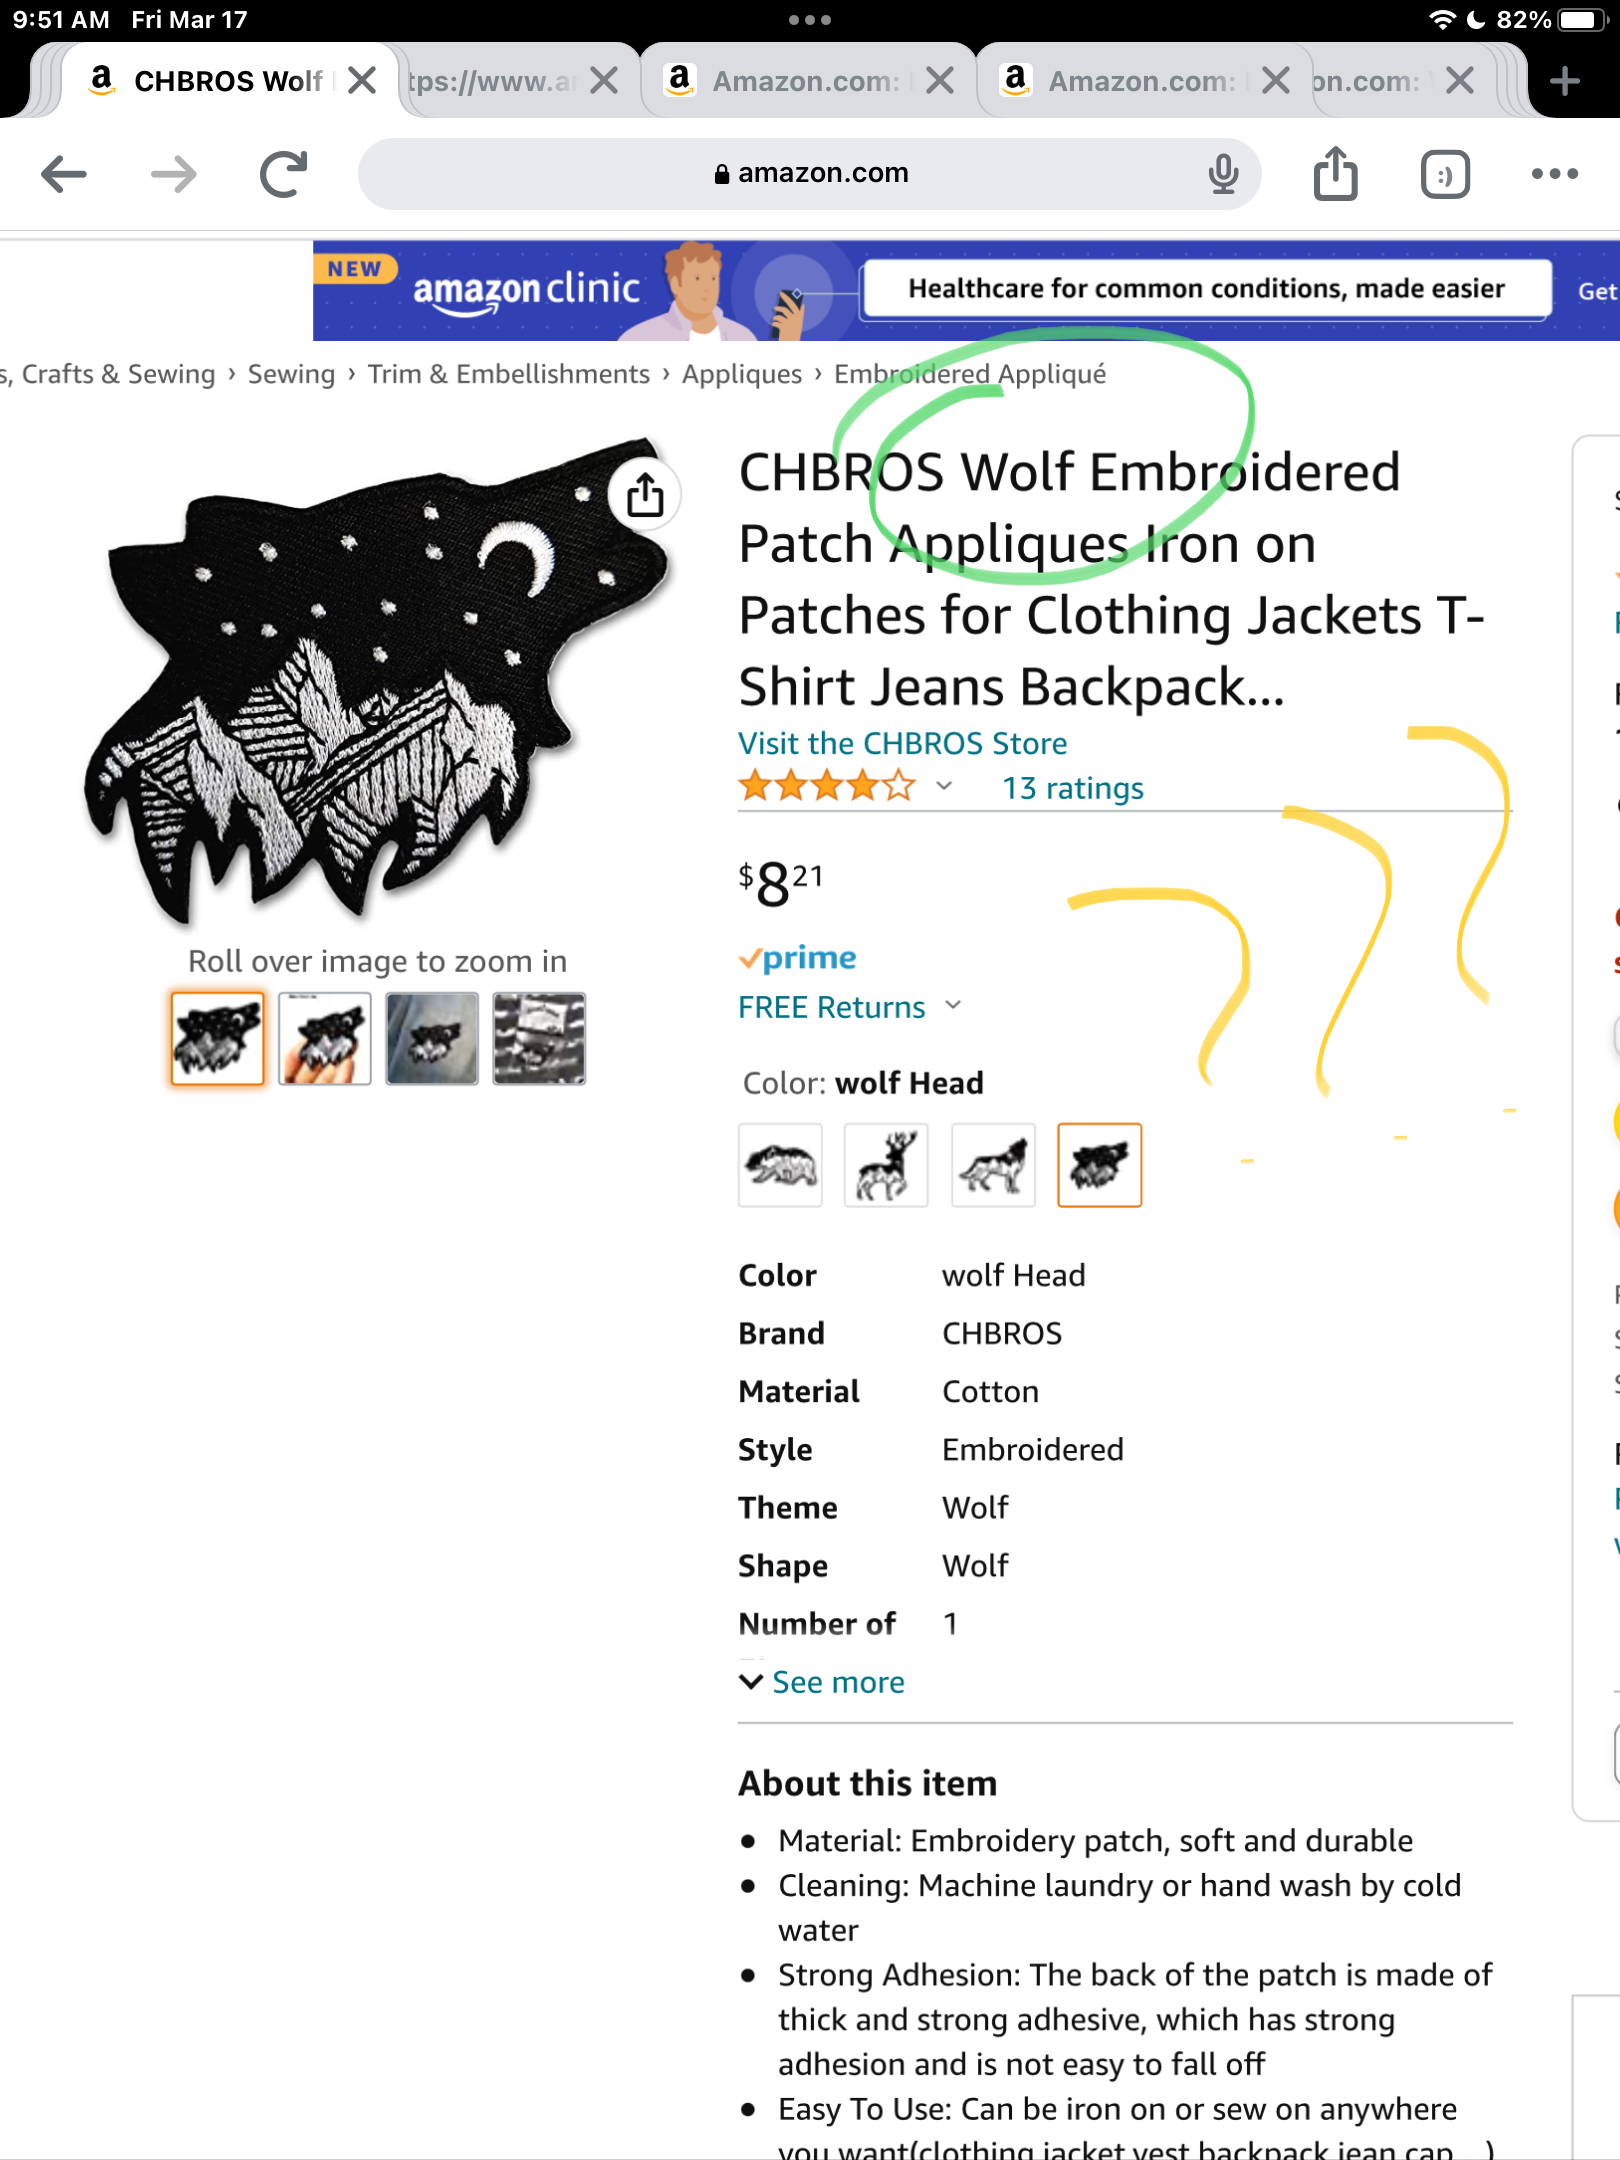 9:51 AM Fri Mar 17
82%
CHBROS Wolf
tps://www.a
Amazon.com:
Amazon.com:
on.com:
amazon.com
NEW
amazon clinic
Healthcare for common conditions, made easier
Get
s, Crafts & Sewing › Sewing › Trim & Embellishments › Appliques › Embroidered Appliqué
CHBROS Wolf Embroidered
Patch Appliques Iron on
Patches for Clothing Jackets T-
Shirt Jeans Backpack...
Visit the CHBROS Store
13 ratings
$821
prime
FREE Returns
Roll over image to zoom in
Color: wolf Head
Color wolf Head
Brand CHBROS
Material Cotton
Style Embroidered
Theme Wolf
Shape Wolf
Number of 1
See more
About this item
• Material: Embroidery patch, soft and durable
• Cleaning: Machine laundry or hand wash by cold
water
• Strong Adhesion: The back of the patch is made of
thick and strong adhesive, which has strong
adhesion and is not easy to fall off
• Easy To Use: Can be iron on or sew on anywhere
you want(clothing jacket vest backpack jean cap...)
???